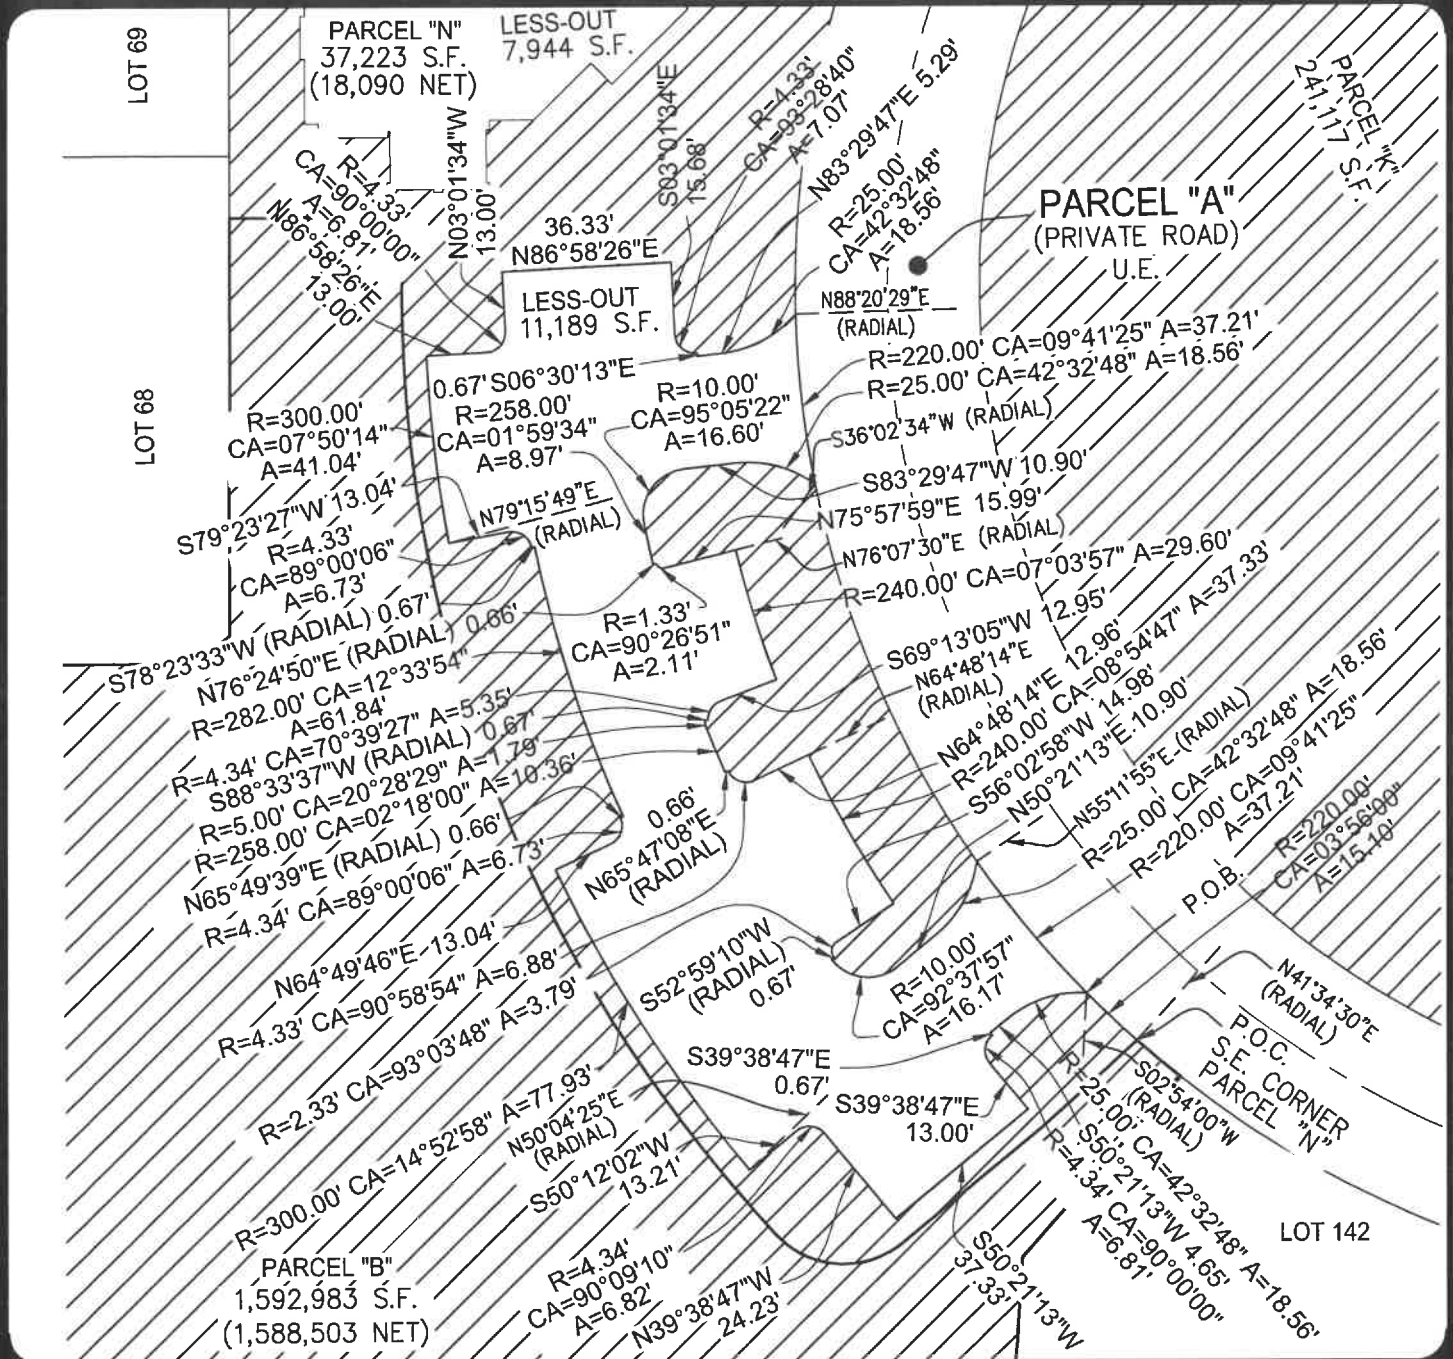 LOT 69
PARCEL "N"
37,223 S.F.
(18,090 NET)
LESS-OUT
7,944 S.F.
S03°01'34"E
15.68'
R=4.33'
CA=93°28'40"
A=7.07'
N83°29'47"E 5.29'
R=25.00'
CA=42°32'48"
A=18.56'
PARCEL "K"
241,117 S.F.
PARCEL "A"
(PRIVATE ROAD)
U.E.
R=4.33'
CA=90°00'00"
A=6.81'
N86°58'26"E
13.00'
N03°01'34"W
13.00'
36.33'
N86°58'26"E
LESS-OUT
11,189 S.F.
N88°20'29"E
(RADIAL)
LOT 68
0.67' S06°30'13"E
R=258.00'
CA=01°59'34"
A=8.97'
R=10.00'
CA=95°05'22"
A=16.60'
R=220.00' CA=09°41'25" A=37.21'
R=25.00' CA=42°32'48" A=18.56'
S36°02'34"W (RADIAL)
S83°29'47"W 10.90'
N75°57'59"E 15.99'
N76°07'30"E (RADIAL)
R=240.00' CA=07°03'57" A=29.60'
R=300.00'
CA=07°50'14"
A=41.04'
S79°23'27"W 13.04'
R=4.33'
CA=89°00'06"
A=6.73'
N79°15'49"E
(RADIAL)
S78°23'33"W (RADIAL) 0.67'
N76°24'50"E (RADIAL) 0.66'
R=282.00' CA=12°33'54"
A=61.84'
R=1.33'
CA=90°26'51"
A=2.11'
S69°13'05"W 12.95'
N64°48'14"E
(RADIAL)
N64°48'14"E 12.96'
R=240.00' CA=08°54'47" A=37.33'
S56°02'58"W 14.98'
N50°21'13"E 10.90'
N55°11'55"E (RADIAL)
R=25.00' CA=42°32'48" A=18.56'
R=220.00' CA=09°41'25"
A=37.21'
R=4.34' CA=70°39'27" A=5.35'
S88°33'37"W (RADIAL) 0.67'
R=5.00' CA=20°28'29" A=1.79'
R=258.00' CA=02°18'00" A=10.36'
N65°49'39"E (RADIAL) 0.66'
R=4.34' CA=89°00'06" A=6.73'
0.66'
N65°47'08"E
(RADIAL)
P.O.B.
R=220.00'
CA=03°56'00"
A=15.10'
N64°49'46"E 13.04'
R=4.33' CA=90°58'54" A=6.88'
R=2.33' CA=93°03'48" A=3.79'
S52°59'10"W
(RADIAL)
0.67'
R=10.00'
CA=92°37'57"
A=16.17'
N41°34'30"E
(RADIAL)
P.O.C.
S.E. CORNER
PARCEL "N"
S39°38'47"E
0.67'
S39°38'47"E
13.00'
S02°54'00"W
(RADIAL)
R=25.00' CA=42°32'48" A=18.56'
S50°21'13"W 4.65'
R=4.34' CA=90°00'00"
A=6.81'
R=300.00' CA=14°52'58" A=77.93'
N50°04'25"E
(RADIAL)
S50°12'02"W
13.21'
LOT 142
PARCEL "B"
1,592,983 S.F.
(1,588,503 NET)
R=4.34'
CA=90°09'10"
A=6.82'
N39°38'47"W
24.23'
S50°21'13"W
37.33'